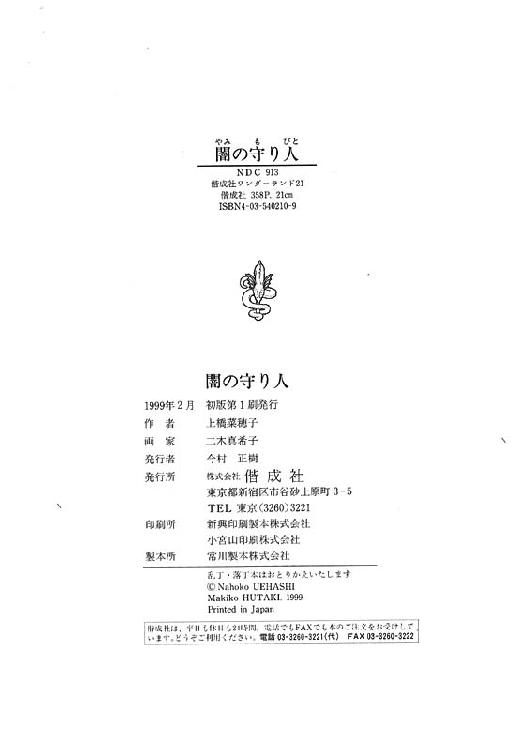 やみ も びと
闇の守り人
NDC 913
偕成社ワンダーランド21
偕成社 358P. 21cm
ISBN4-03-540210-9
闇の守り人
1999年2月 初版第1刷発行
作者 上橋菜穂子
画家 二木真希子
発行者 今村 正樹
発行所 株式会社 偕成社
東京都新宿区市谷砂土原町3-5
TEL 東京(3260)3221
印刷所 新興印刷製本株式会社
小宮山印刷株式会社
製本所 常川製本株式会社
乱丁・落丁本はおとりかえいたします
© Nahoko UEHASHI
Makiko HUTAKI, 1999
Printed in Japan
偕成社は、平日も休日も24時間、電話でもFAXでも本のご注文をお受けして
います。どうぞご利用ください。電話03-3260-3221(代) FAX03-3260-3222